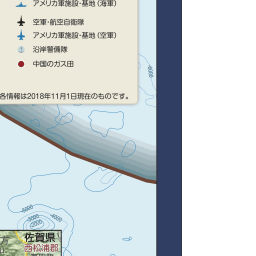 アメリカ軍施設・基地（海軍）
空軍・航空自衛隊
アメリカ軍施設・基地（空軍）
沿岸警備隊
中国のガス田
各情報は2018年11月1日現在のものです。
佐賀県
西松浦郡